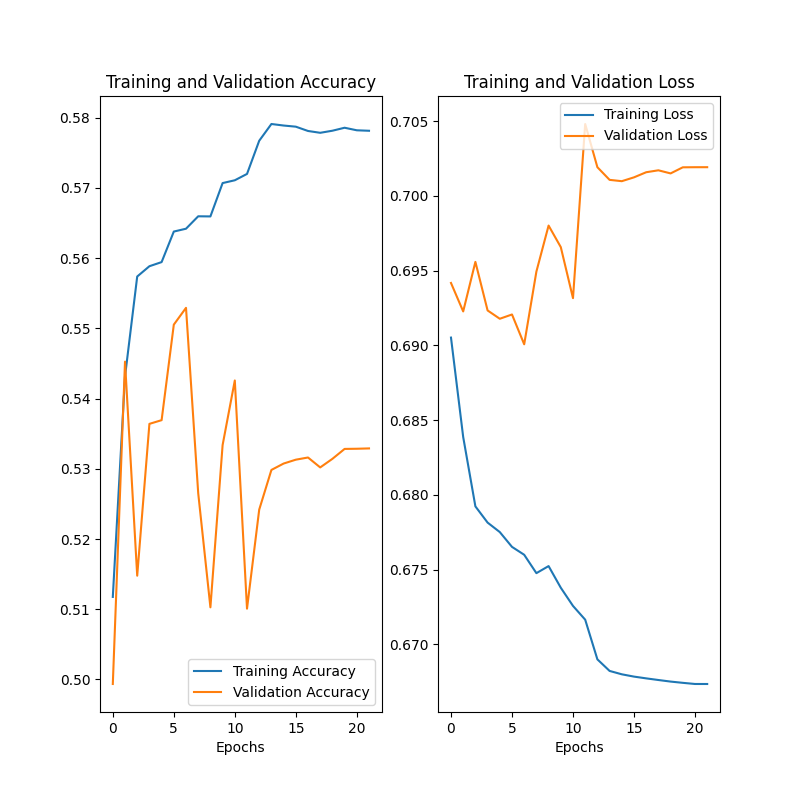 Training and Validation Accuracy
0.58
0.57
0.56
0.55
0.54
0.53
0.52
0.51
0.50
Training Accuracy
Validation Accuracy
0 5 10 15 20
Epochs
Training and Validation Loss
Training Loss
Validation Loss
0.705
0.700
0.695
0.690
0.685
0.680
0.675
0.670
0 5 10 15 20
Epochs